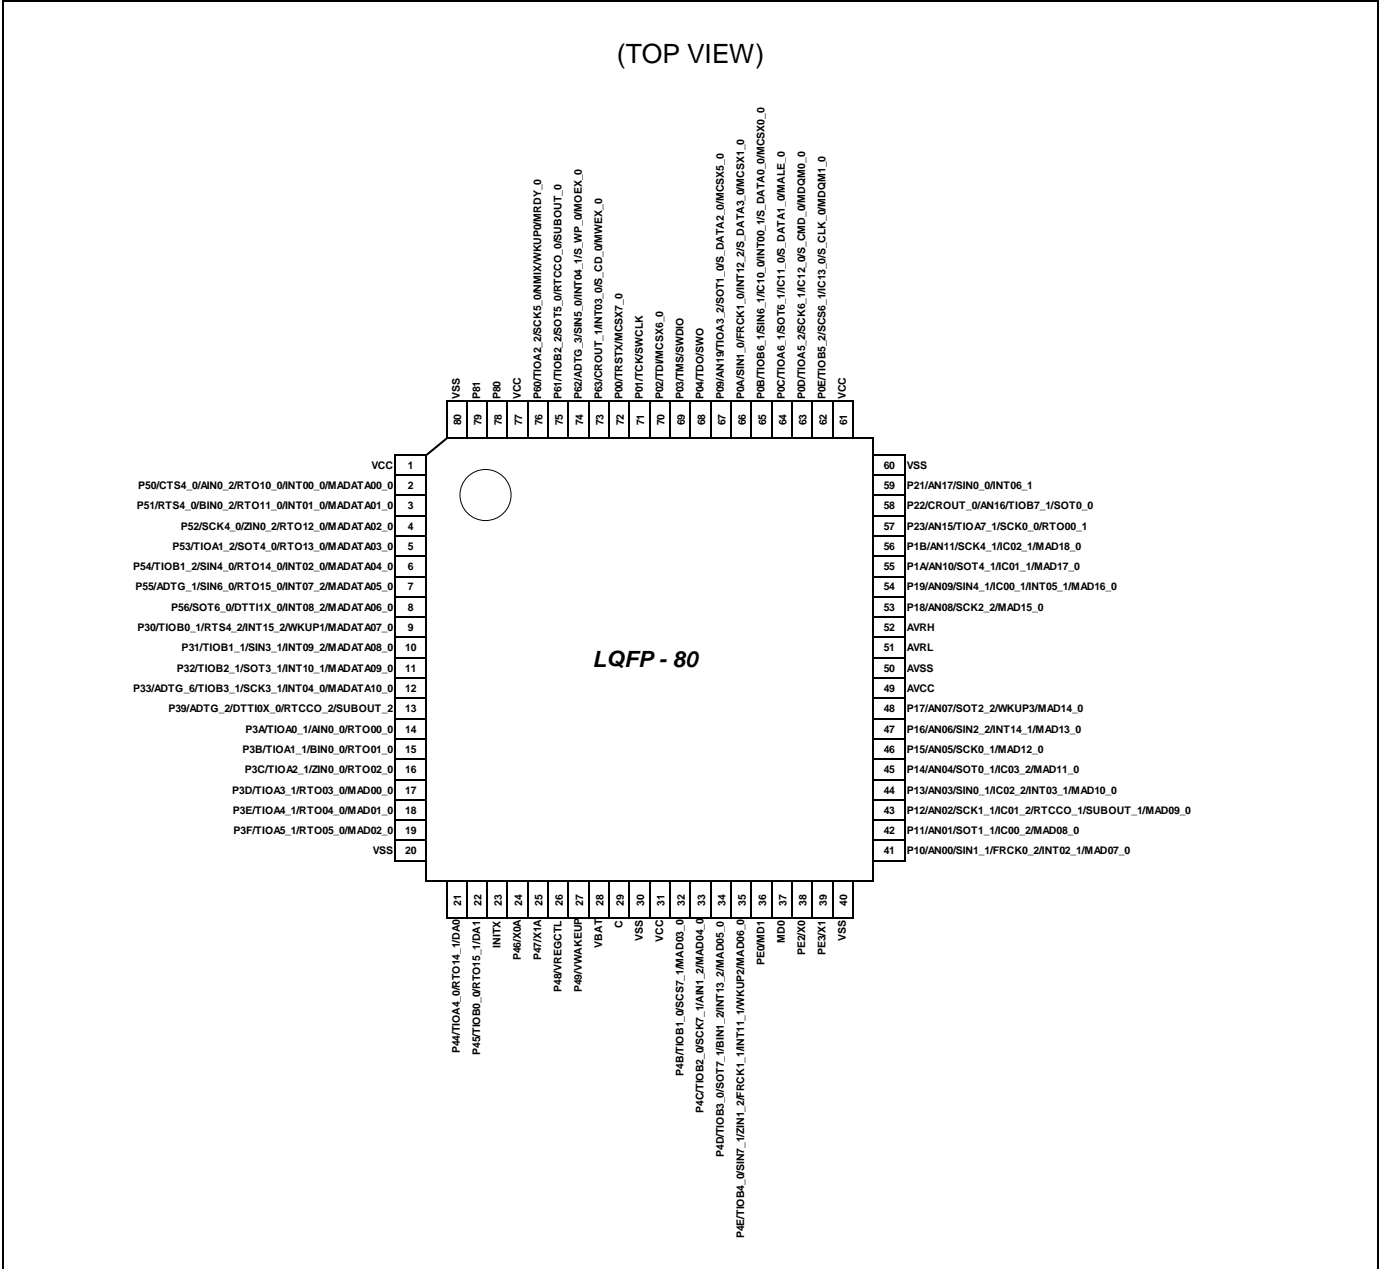 (TOP VIEW)
VSS
P81
P80
VCC
P60/TIOA2_2/SCK5_0/NMIX/WKUP0/MRDY_0
P61/TIOB2_2/SOT5_0/RTCCO_0/SUBOUT_0
P62/ADTG_3/SIN5_0/INT04_1/S_WP_0/MOEX_0
P63/CROUT_1/INT03_0/S_CD_0/MWEX_0
P00/TRSTX/MCSX7_0
P01/TCK/SWCLK
P02/TDI/MCSX6_0
P03/TMS/SWDIO
P04/TDO/SWO
P09/AN19/TIOA3_2/SOT1_0/S_DATA2_0/MCSX5_0
P0A/SIN1_0/FRCK1_0/INT12_2/S_DATA3_0/MCSX1_0
P0B/TIOB6_1/SIN6_1/IC10_0/INT00_1/S_DATA0_0/MCSX0_0
P0C/TIOA6_1/SOT6_1/IC11_0/S_DATA1_0/MALE_0
P0D/TIOA5_2/SCK6_1/IC12_0/S_CMD_0/MDQM0_0
P0E/TIOB5_2/SCS6_1/IC13_0/S_CLK_0/MDQM1_0
VCC
80 79 78 77 76 75 74 73 72 71 70 69 68 67 66 65 64 63 62 61
VCC 1
P50/CTS4_0/AIN0_2/RTO10_0/INT00_0/MADATA00_0 2
P51/RTS4_0/BIN0_2/RTO11_0/INT01_0/MADATA01_0 3
P52/SCK4_0/ZIN0_2/RTO12_0/MADATA02_0 4
P53/TIOA1_2/SOT4_0/RTO13_0/MADATA03_0 5
P54/TIOB1_2/SIN4_0/RTO14_0/INT02_0/MADATA04_0 6
P55/ADTG_1/SIN6_0/RTO15_0/INT07_2/MADATA05_0 7
P56/SOT6_0/DTTI1X_0/INT08_2/MADATA06_0 8
P30/TIOB0_1/RTS4_2/INT15_2/WKUP1/MADATA07_0 9
P31/TIOB1_1/SIN3_1/INT09_2/MADATA08_0 10
P32/TIOB2_1/SOT3_1/INT10_1/MADATA09_0 11
P33/ADTG_6/TIOB3_1/SCK3_1/INT04_0/MADATA10_0 12
P39/ADTG_2/DTTI0X_0/RTCCO_2/SUBOUT_2 13
P3A/TIOA0_1/AIN0_0/RTO00_0 14
P3B/TIOA1_1/BIN0_0/RTO01_0 15
P3C/TIOA2_1/ZIN0_0/RTO02_0 16
P3D/TIOA3_1/RTO03_0/MAD00_0 17
P3E/TIOA4_1/RTO04_0/MAD01_0 18
P3F/TIOA5_1/RTO05_0/MAD02_0 19
VSS 20
LQFP - 80
60 VSS
59 P21/AN17/SIN0_0/INT06_1
58 P22/CROUT_0/AN16/TIOB7_1/SOT0_0
57 P23/AN15/TIOA7_1/SCK0_0/RTO00_1
56 P1B/AN11/SCK4_1/IC02_1/MAD18_0
55 P1A/AN10/SOT4_1/IC01_1/MAD17_0
54 P19/AN09/SIN4_1/IC00_1/INT05_1/MAD16_0
53 P18/AN08/SCK2_2/MAD15_0
52 AVRH
51 AVRL
50 AVSS
49 AVCC
48 P17/AN07/SOT2_2/WKUP3/MAD14_0
47 P16/AN06/SIN2_2/INT14_1/MAD13_0
46 P15/AN05/SCK0_1/MAD12_0
45 P14/AN04/SOT0_1/IC03_2/MAD11_0
44 P13/AN03/SIN0_1/IC02_2/INT03_1/MAD10_0
43 P12/AN02/SCK1_1/IC01_2/RTCCO_1/SUBOUT_1/MAD09_0
42 P11/AN01/SOT1_1/IC00_2/MAD08_0
41 P10/AN00/SIN1_1/FRCK0_2/INT02_1/MAD07_0
21 22 23 24 25 26 27 28 29 30 31 32 33 34 35 36 37 38 39 40
P44/TIOA4_0/RTO14_1/DA0
P45/TIOB0_0/RTO15_1/DA1
INITX
P46/X0A
P47/X1A
P48/VREGCTL
P49/VWAKEUP
VBAT
C
VSS
VCC
P4B/TIOB1_0/SCS7_1/MAD03_0
P4C/TIOB2_0/SCK7_1/AIN1_2/MAD04_0
P4D/TIOB3_0/SOT7_1/BIN1_2/INT13_2/MAD05_0
P4E/TIOB4_0/SIN7_1/ZIN1_2/FRCK1_1/INT11_1/WKUP2/MAD06_0
PE0/MD1
MD0
PE2/X0
PE3/X1
VSS